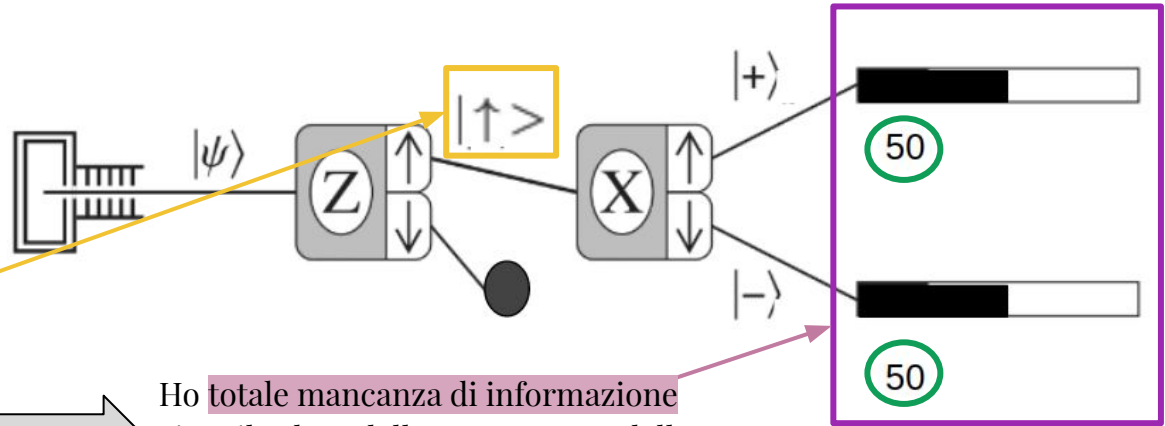 |ψ⟩
Z
↑
↓
|↑ >
X
↑
↓
|+⟩
50
|−⟩
50
Ho totale mancanza di informazione